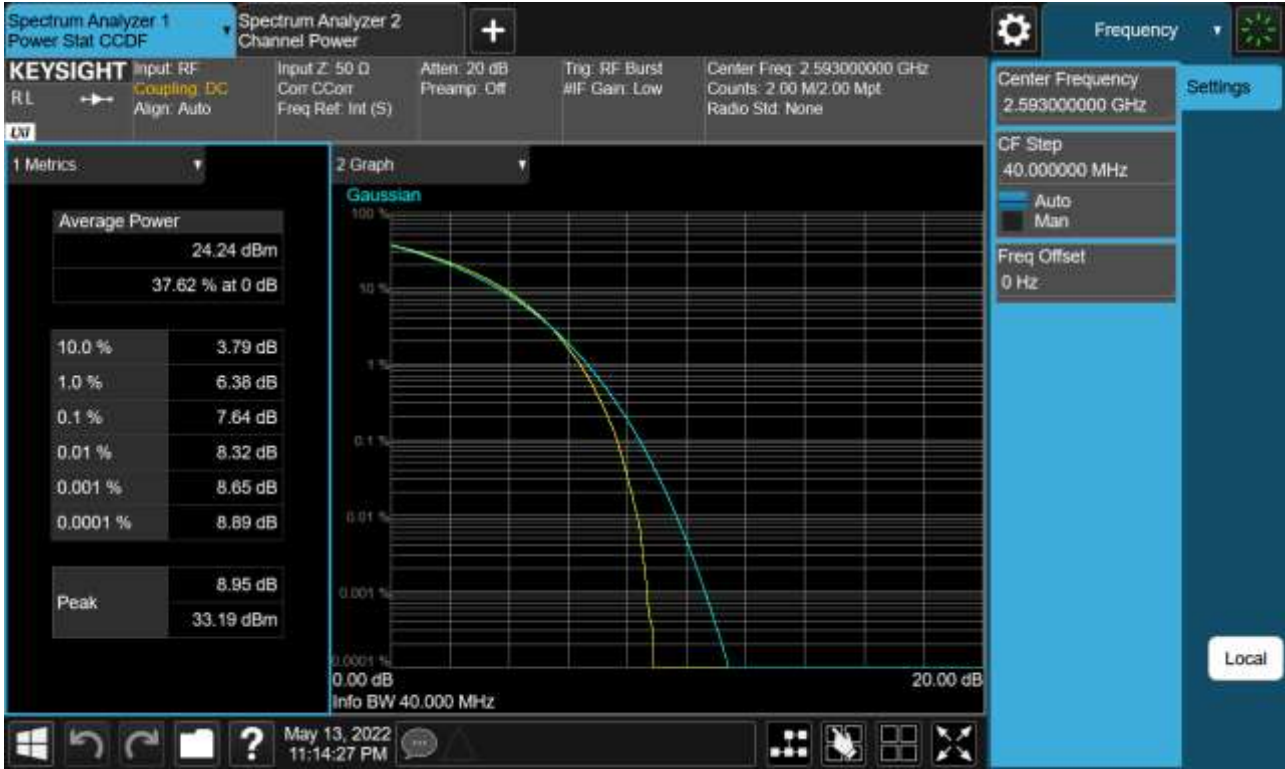 Spectrum Analyzer 1
Power Stat CCDF
Spectrum Analyzer 2
Channel Power
Frequency
KEYSIGHT
RL
LXI
Input: RF
Coupling: DC
Align: Auto
Input Z: 50 Ω
Corr CCorr
Freq Ref: Int (S)
Atten: 20 dB
Preamp: Off
Trig: RF Burst
#IF Gain: Low
Center Freq: 2.593000000 GHz
Counts: 2.00 M/2.00 Mpt
Radio Std: None
Center Frequency
2.593000000 GHz
Settings
CF Step
40.000000 MHz
Auto
Man
Freq Offset
0 Hz
1 Metrics
Average Power
24.24 dBm
37.62 % at 0 dB
10.0 % 3.79 dB
1.0 % 6.38 dB
0.1 % 7.64 dB
0.01 % 8.32 dB
0.001 % 8.65 dB
0.0001 % 8.89 dB
Peak
8.95 dB
33.19 dBm
2 Graph
Gaussian
100 %
10 %
1 %
0.1 %
0.01 %
0.001 %
0.0001 %
0.00 dB 20.00 dB
Info BW 40.000 MHz
Local
?
May 13, 2022
11:14:27 PM